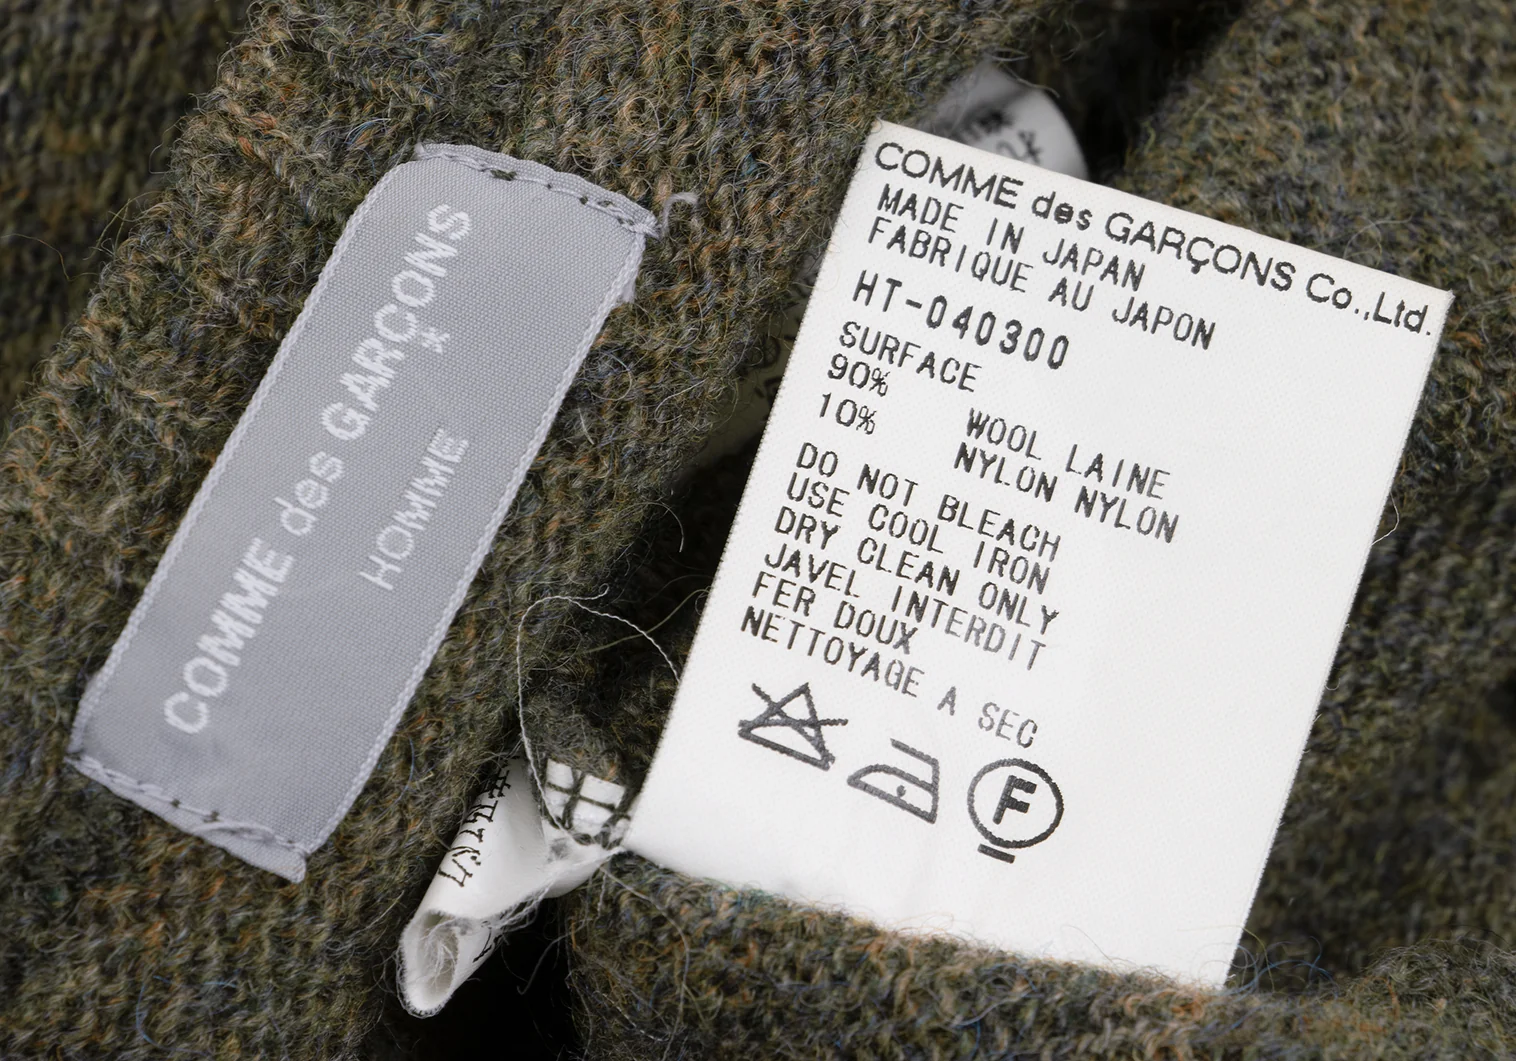 COMME des GARÇONS
HOMME
COMME des GARÇONS Co.,Ltd.
MADE IN JAPAN
FABRIQUE AU JAPON
HT-040300
SURFACE
90% WOOL LAINE
10% NYLON NYLON
DO NOT BLEACH
USE COOL IRON
DRY CLEAN ONLY
JAVEL INTERDIT
FER DOUX
NETTOYAGE A SEC
F